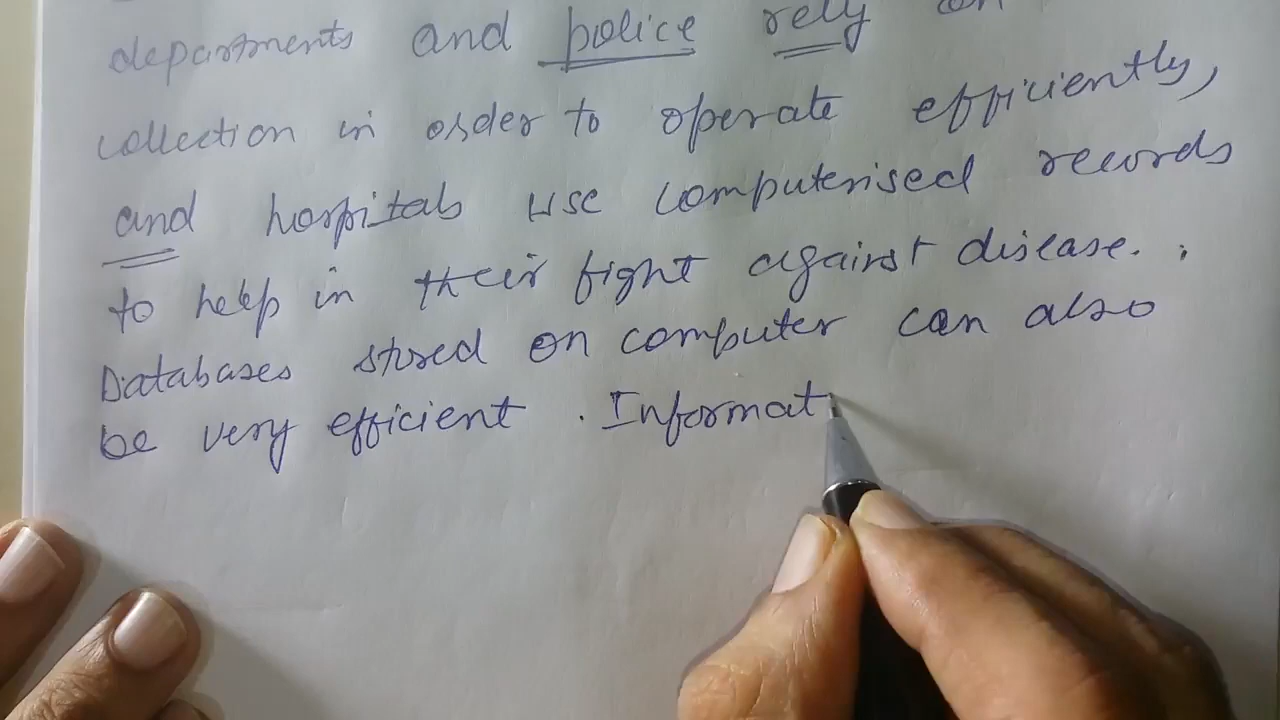 departments and police rely on
collection in order to operate efficiently,
and hospitals use computerised records
to help in their fight against disease.
Databases stored on computer can also
be very efficient. Informat